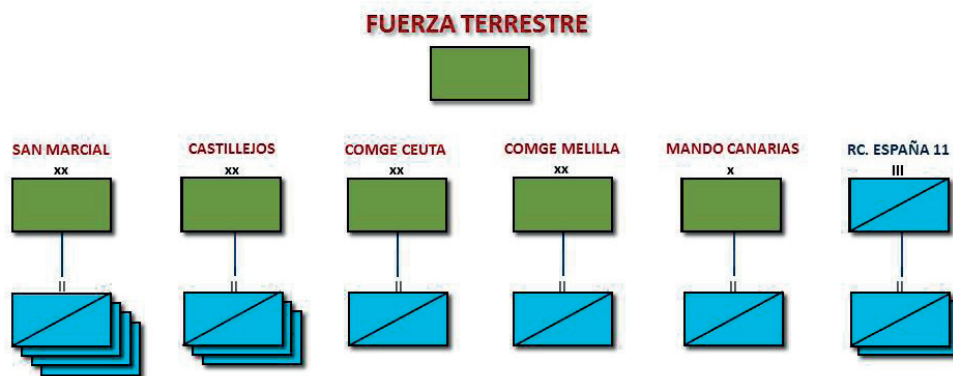 FUERZA TERRESTRE
SAN MARCIAL
CASTILLEJOS
COMGE CEUTA
COMGE MELILLA
MANDO CANARIAS
RC. ESPAÑA 11
xx
xx
xx
xx
x
III
II
II
II
II
II
II